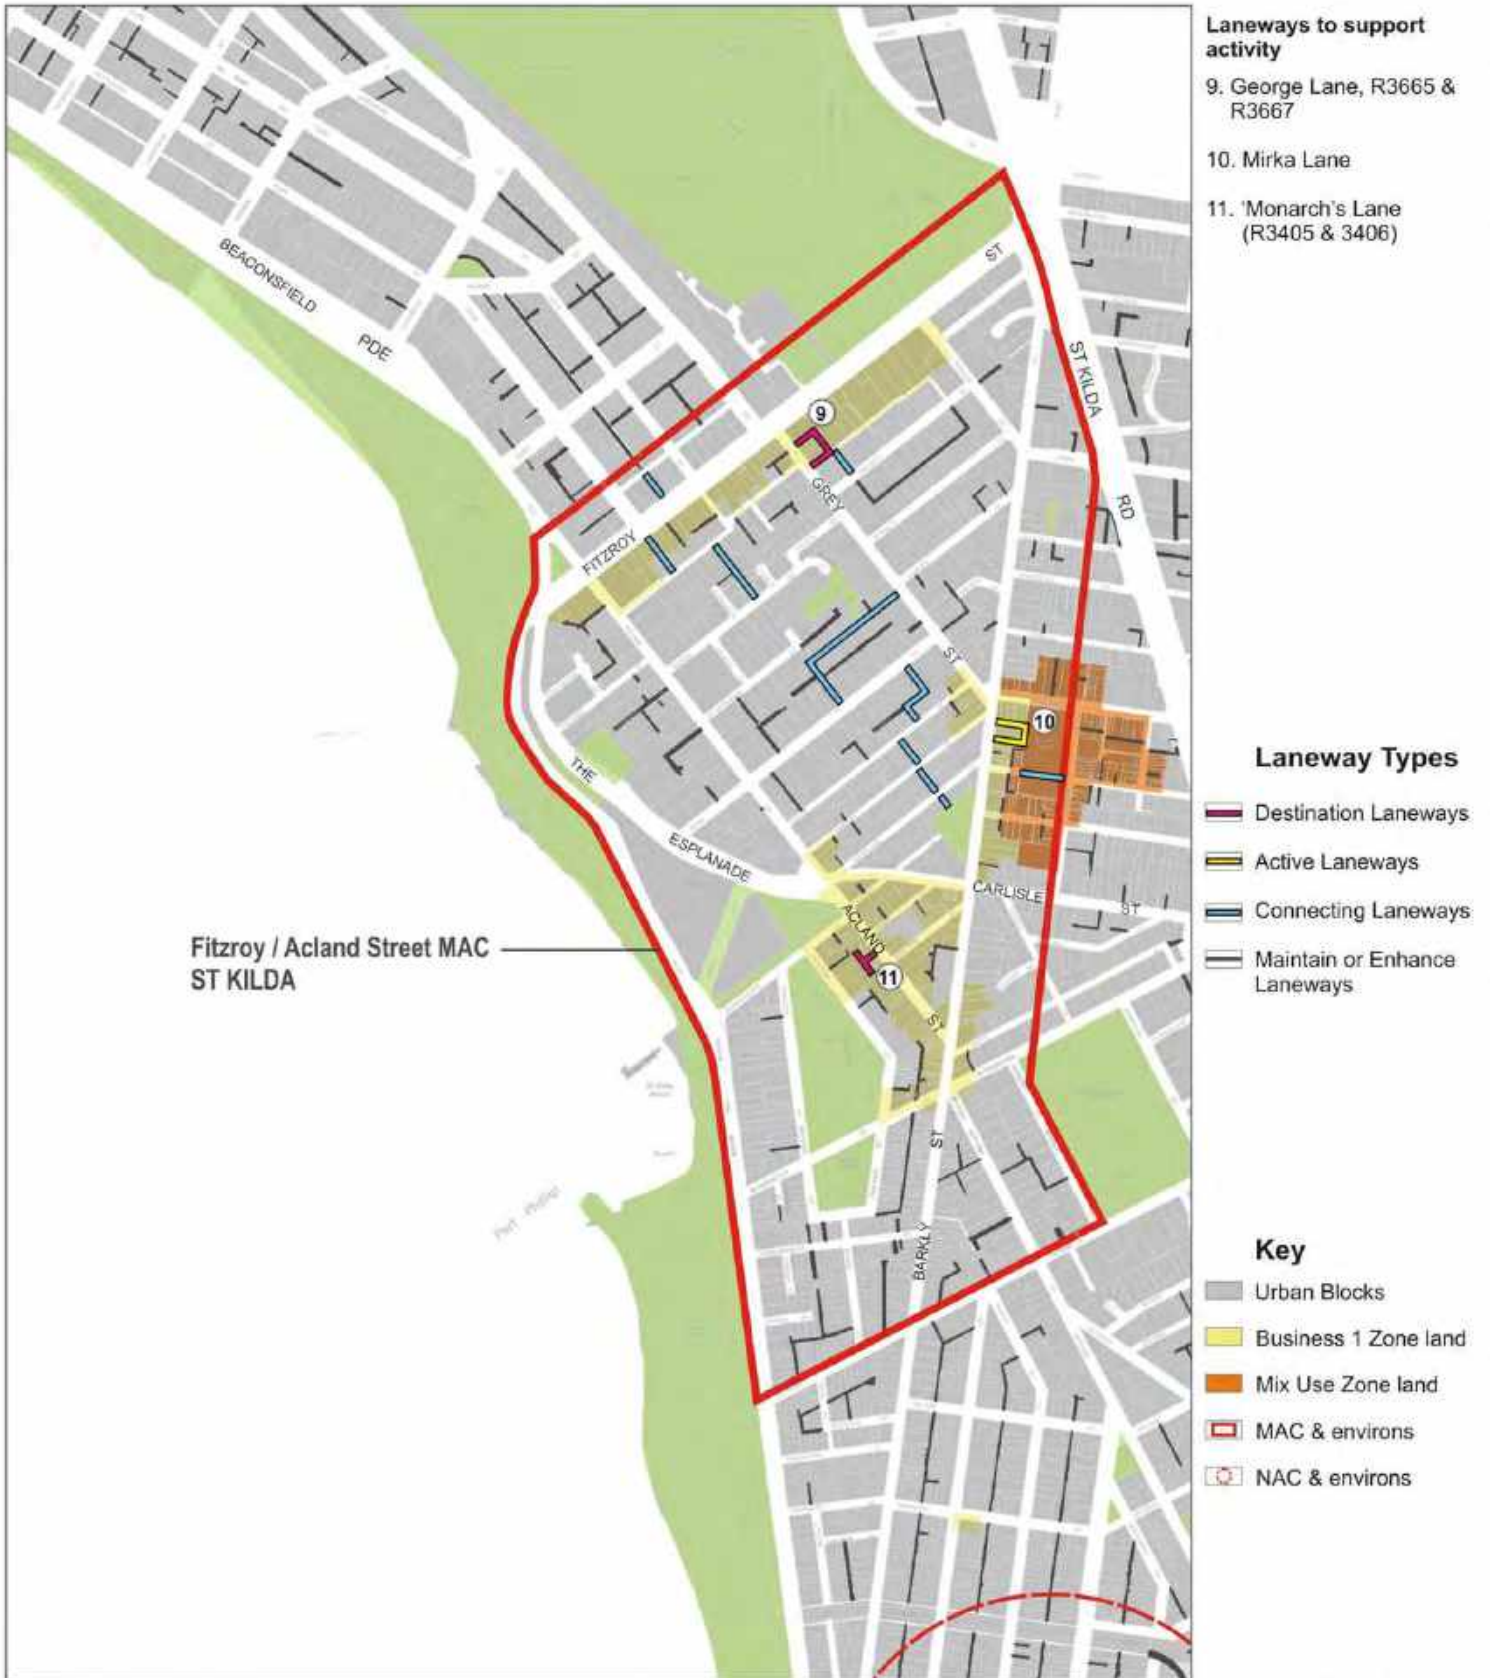 Laneways to support
activity
9. George Lane, R3665 &
R3667
10. Mirka Lane
11. 'Monarch's Lane
(R3405 & 3406)
BEACONSFIELD
PDE
ST
ST KILDA
RD
9
GREY
FITZROY
ST
10
THE
ESPLANADE
CARLISLE
ST
ACLAND
11
ST
Fitzroy / Acland Street MAC
ST KILDA
ST
BARKLY
Port Phillip
Laneway Types
Destination Laneways
Active Laneways
Connecting Laneways
Maintain or Enhance
Laneways
Key
Urban Blocks
Business 1 Zone land
Mix Use Zone land
MAC & environs
NAC & environs